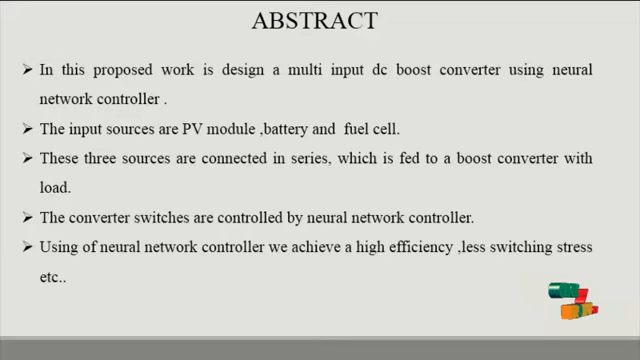 ABSTRACT
➢ In this proposed work is design a multi input dc boost converter using neural
network controller .
➢ The input sources are PV module ,battery and fuel cell.
➢ These three sources are connected in series, which is fed to a boost converter with
load.
➢ The converter switches are controlled by neural network controller.
➢ Using of neural network controller we achieve a high efficiency ,less switching stress
etc..